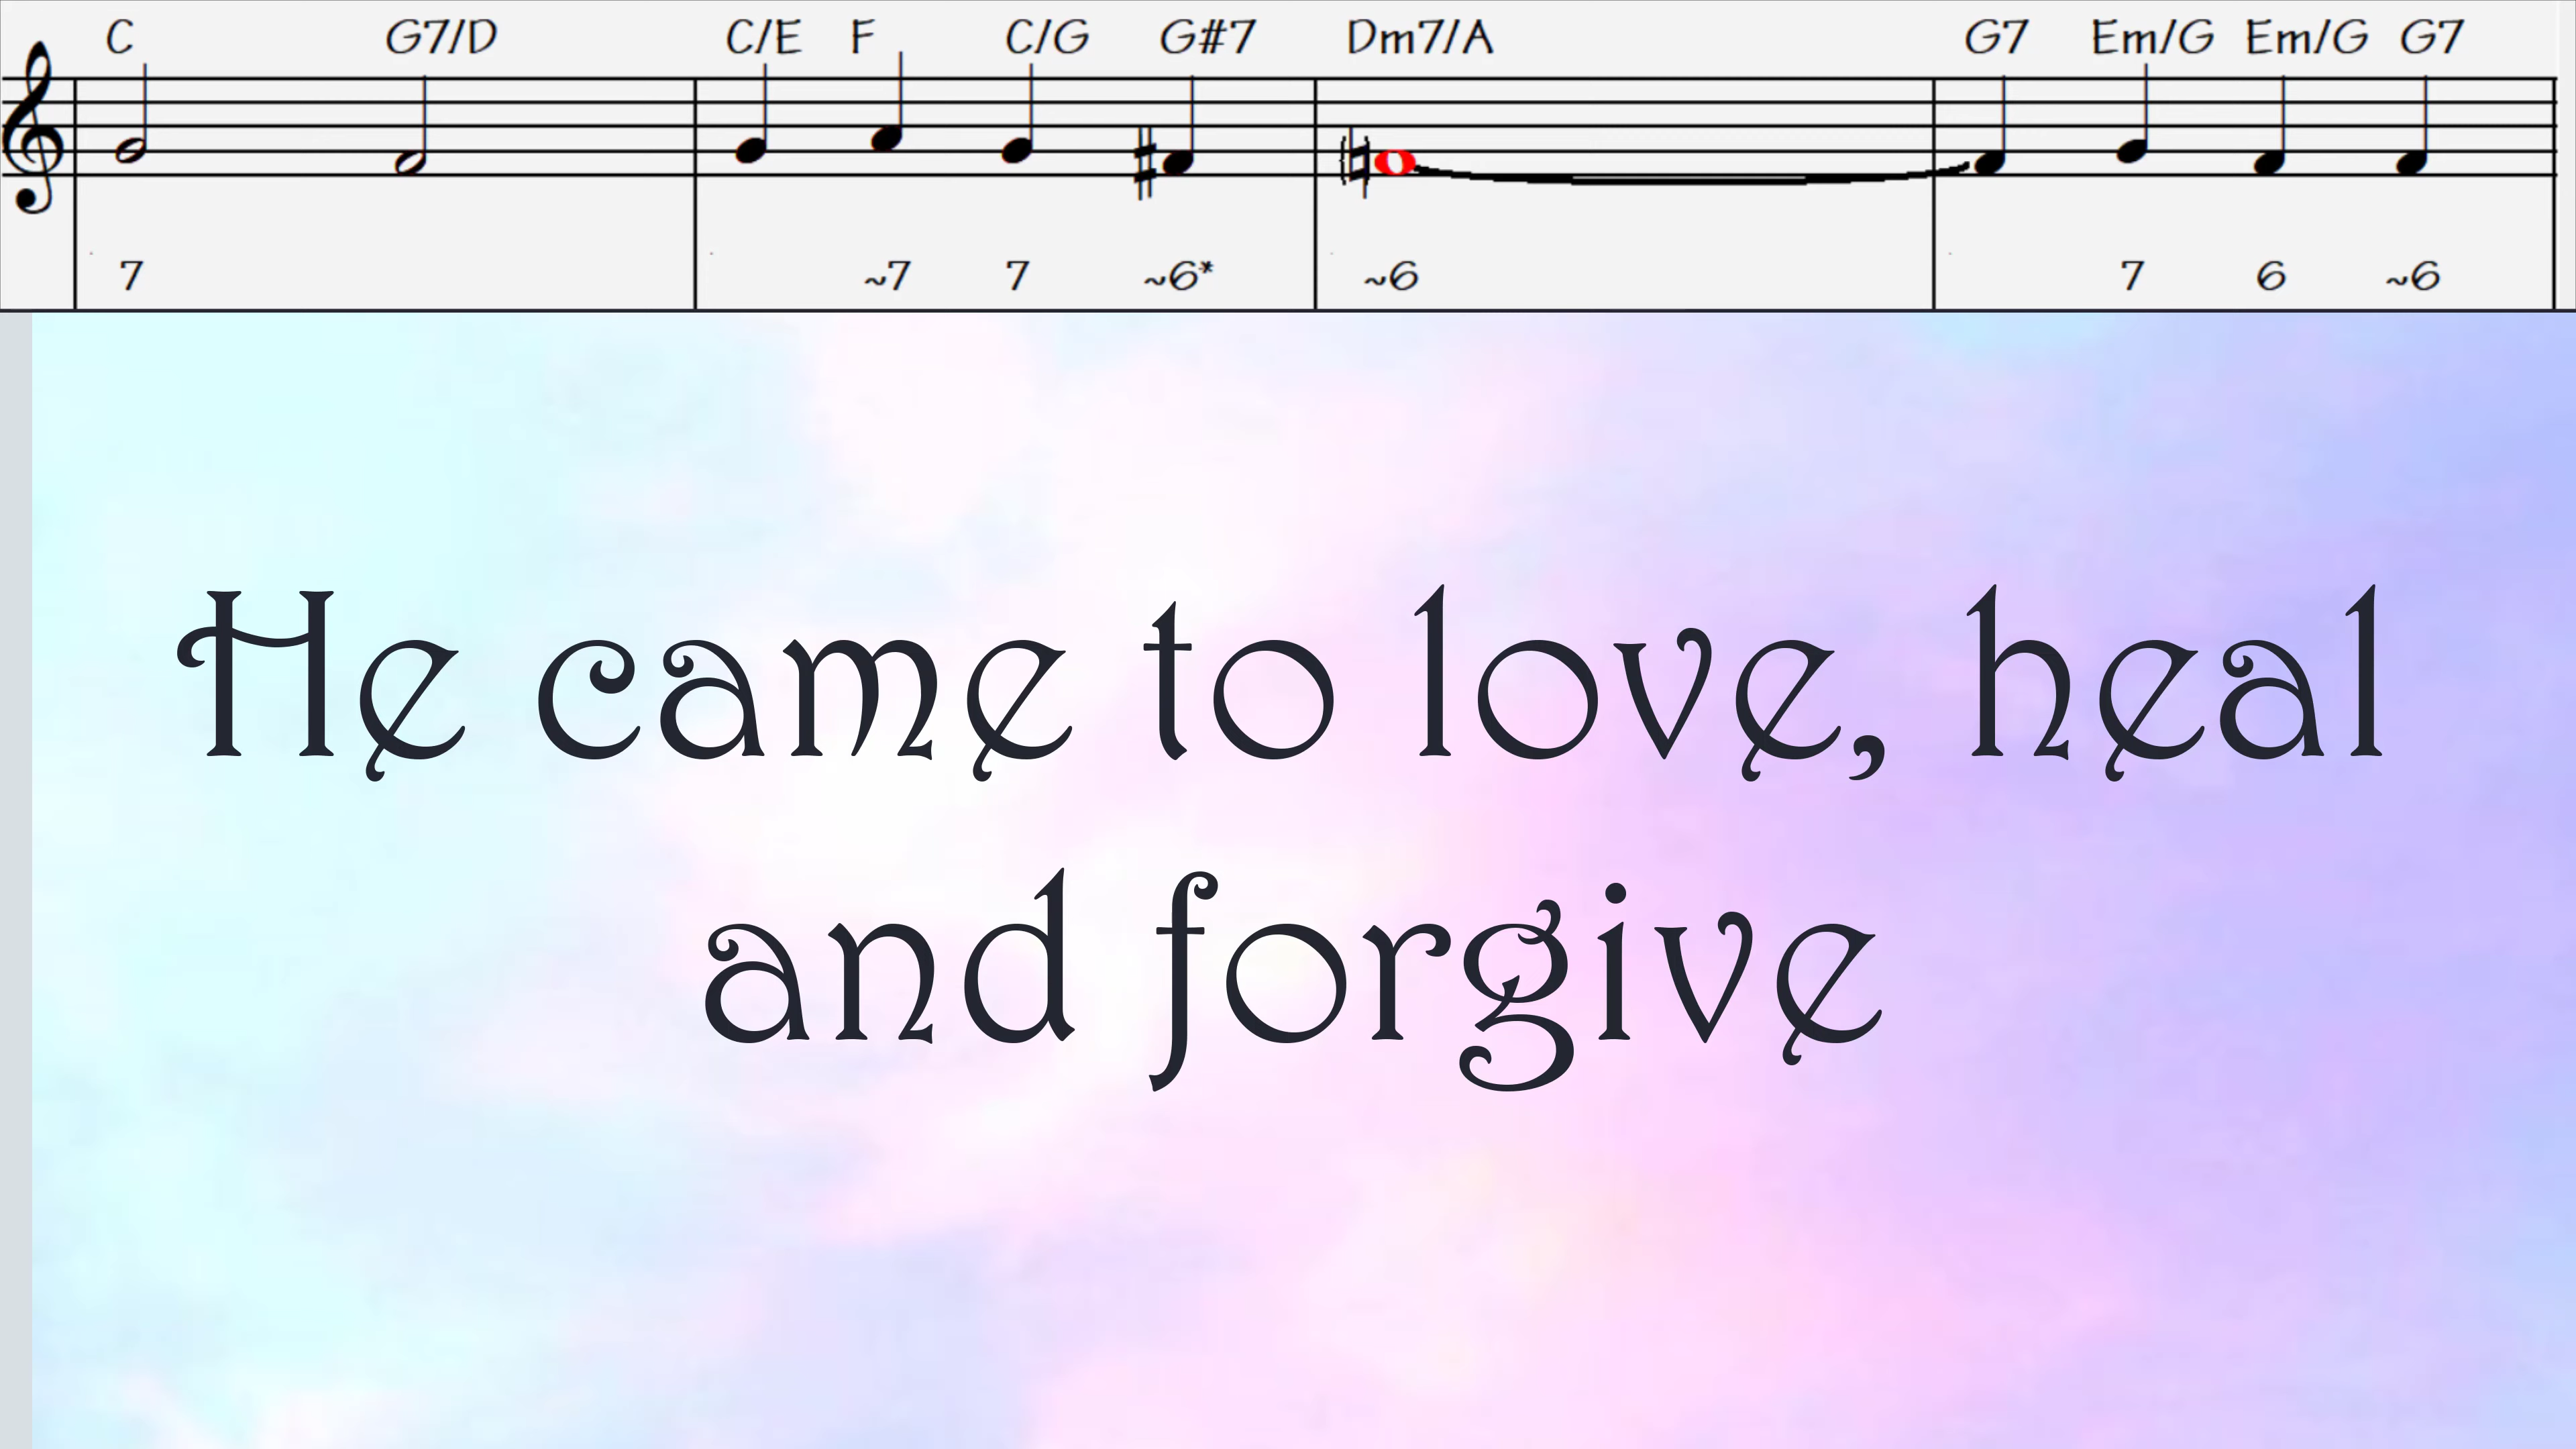 C G7/D C/E F C/G G#7 Dm7/A G7 Em/G Em/G G7
7 ~7 7 ~6* ~6 7 6 ~6
He came to love, heal
and forgive